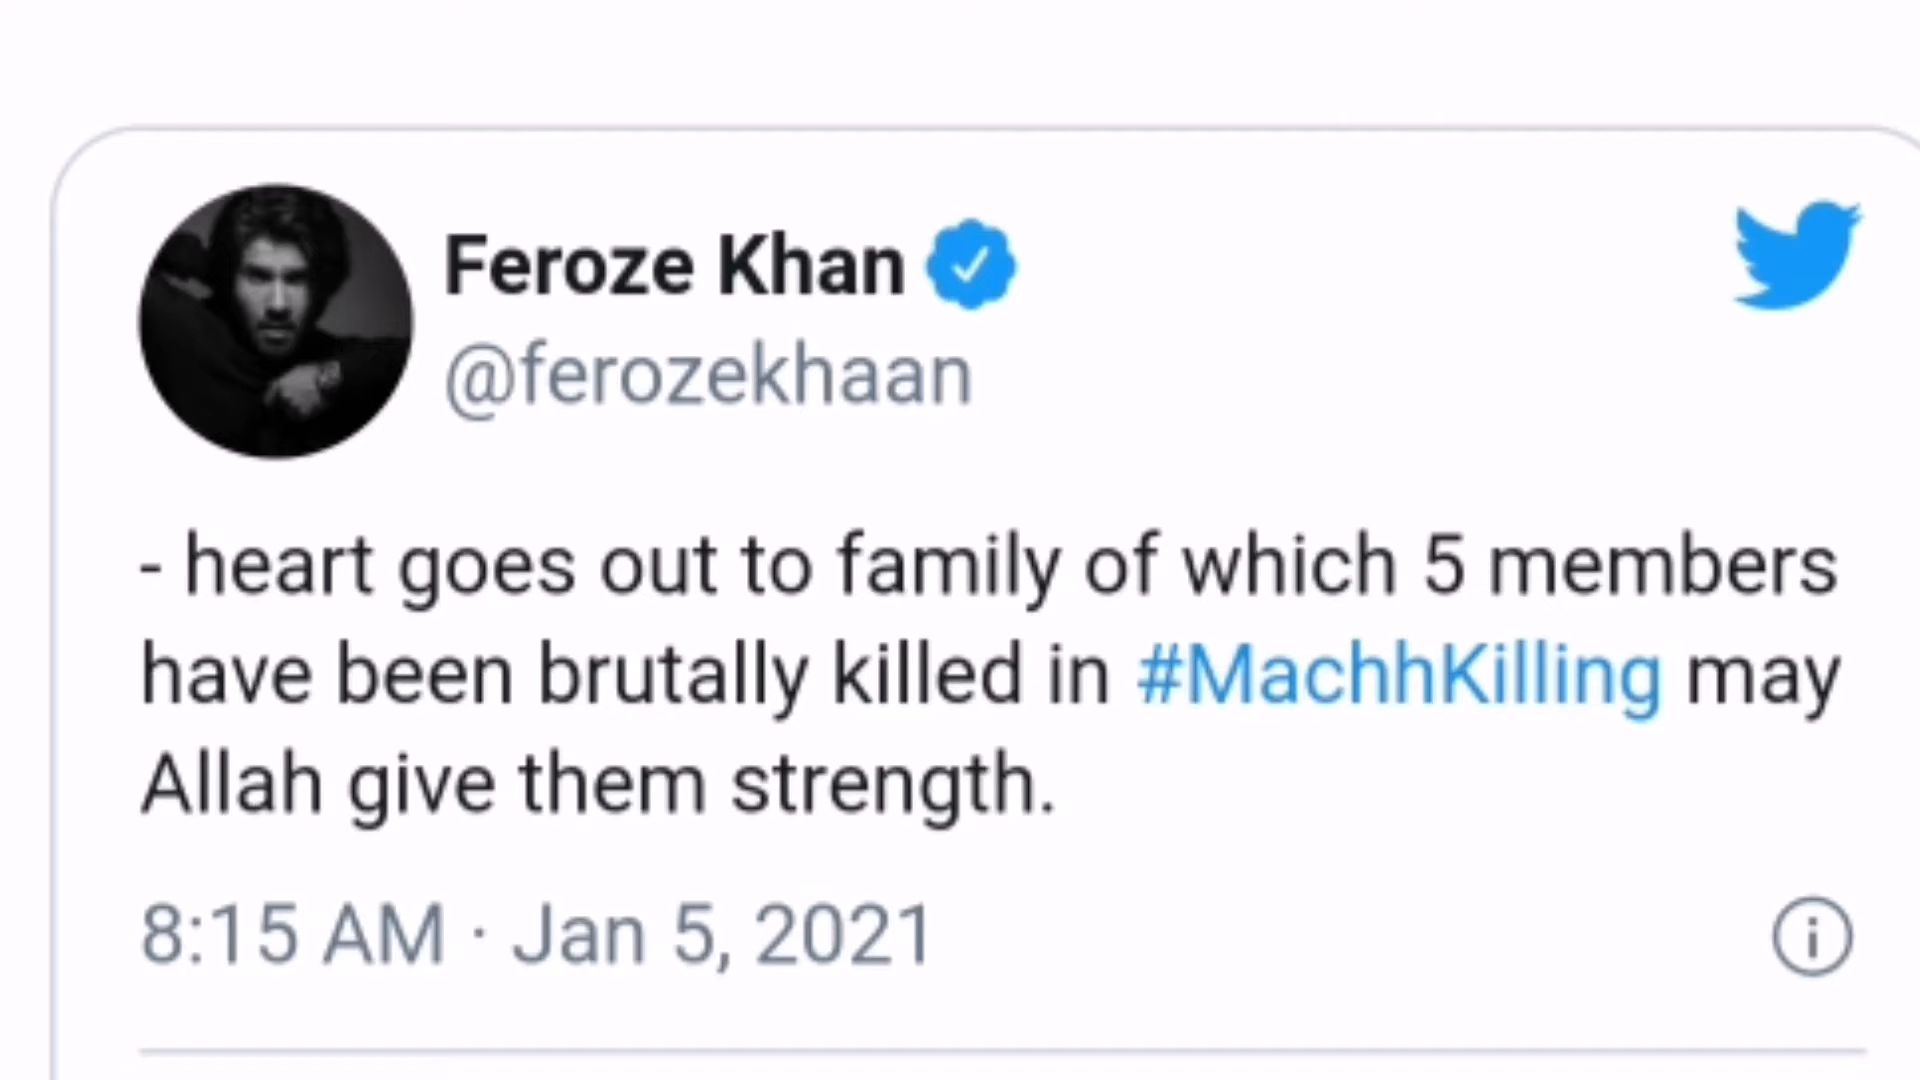 Feroze Khan
@ferozekhaan
- heart goes out to family of which 5 members
have been brutally killed in #MachhKilling may
Allah give them strength.
8:15 AM · Jan 5, 2021